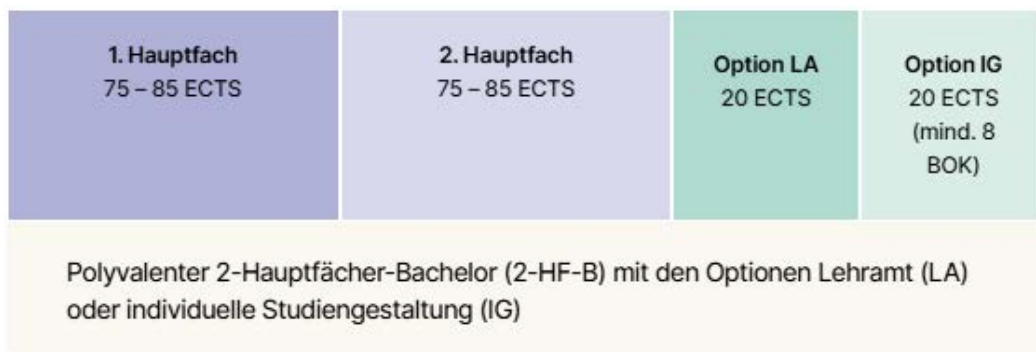 1. Hauptfach
75 – 85 ECTS
2. Hauptfach
75 – 85 ECTS
Option LA
20 ECTS
Option IG
20 ECTS
(mind. 8
BOK)
Polyvalenter 2-Hauptfächer-Bachelor (2-HF-B) mit den Optionen Lehramt (LA)
oder individuelle Studiengestaltung (IG)